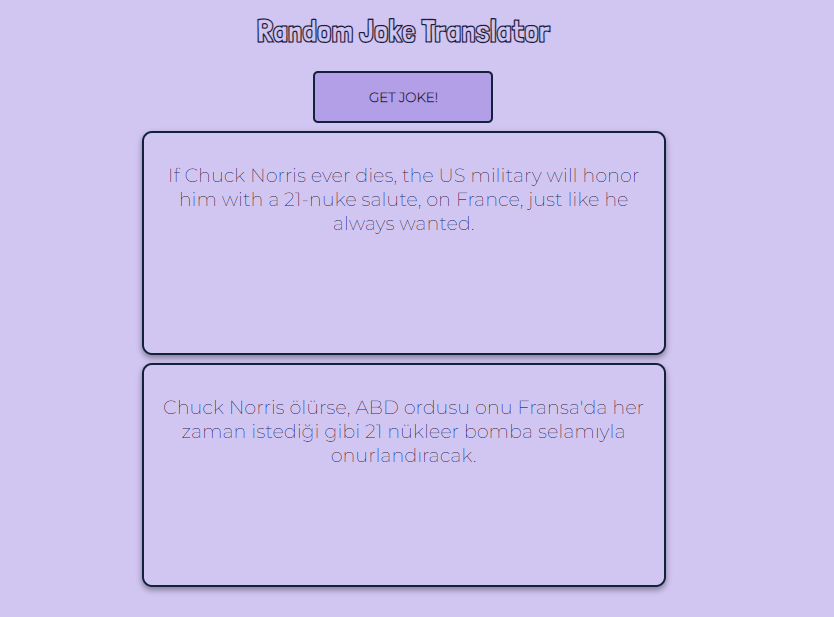 Random Joke Translator
GET JOKE!
If Chuck Norris ever dies, the US military will honor
him with a 21-nuke salute, on France, just like he
always wanted.
Chuck Norris ölürse, ABD ordusu onu Fransa'da her
zaman istediği gibi 21 nükleer bomba selamıyla
onurlandıracak.